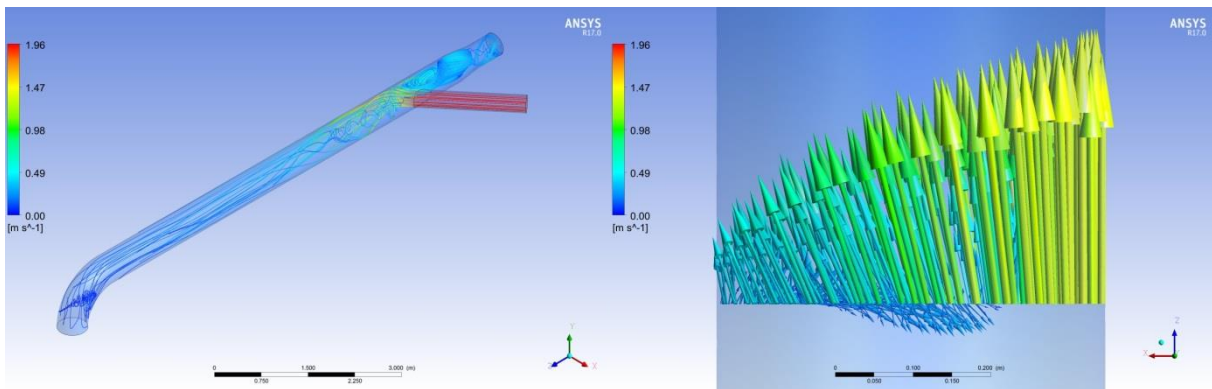 ANSYS
R17.0
1.96
1.47
0.98
0.49
0.00
[m s^-1]
0 1.500 3.000 (m)
0.750 2.250
Y
Z X
ANSYS
R17.0
1.96
1.47
0.98
0.49
0.00
[m s^-1]
0 0.100 0.200 (m)
0.050 0.150
Z
X